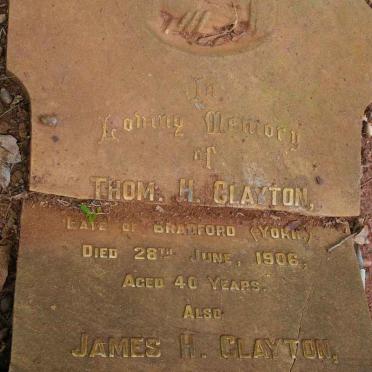 In
Loving Memory
of
THOM. H. CLAYTON,
LATE OF BRADFORD (YORK)
DIED 28TH JUNE, 1906,
AGED 40 YEARS.
ALSO
JAMES H. CLAYTON,